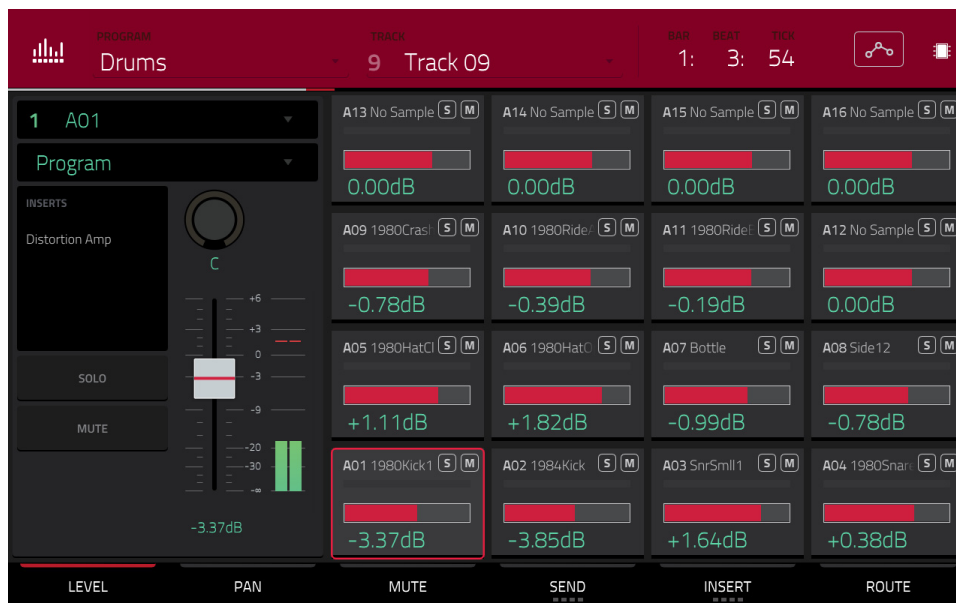 PROGRAM
Drums
TRACK
9 Track 09
BAR BEAT TICK
1: 3: 54
1 A01
Program
INSERTS
Distortion Amp
C
+6
+3
0
-3
-9
-20
-30
-∞
SOLO
MUTE
-3.37dB
A13 No Sample S M
0.00dB
A14 No Sample S M
0.00dB
A15 No Sample S M
0.00dB
A16 No Sample S M
0.00dB
A09 1980Crash S M
-0.78dB
A10 1980Ride S M
-0.39dB
A11 1980Ride S M
-0.19dB
A12 No Sample S M
0.00dB
A05 1980HatCl S M
+1.11dB
A06 1980HatO S M
+1.82dB
A07 Bottle S M
-0.99dB
A08 Side12 S M
-0.78dB
A01 1980Kick1 S M
-3.37dB
A02 1984Kick S M
-3.85dB
A03 SnrSmll1 S M
+1.64dB
A04 1980Snare S M
+0.38dB
LEVEL
PAN
MUTE
SEND
INSERT
ROUTE